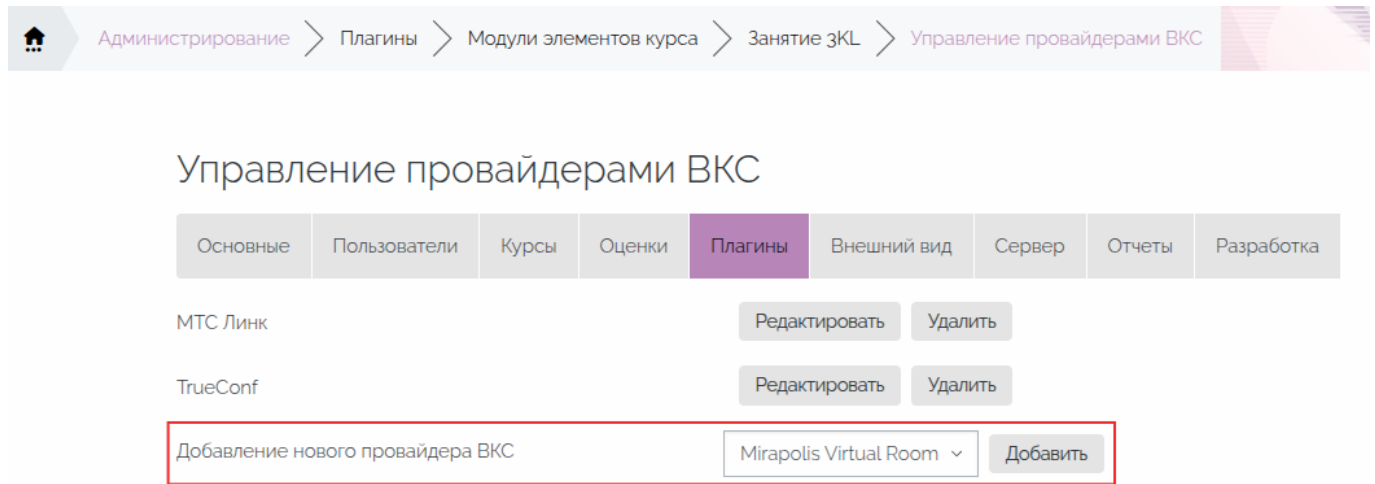 Администрирование Плагины Модули элементов курса Занятие 3KL Управление провайдерами ВКС
Управление провайдерами ВКС
Основные Пользователи Курсы Оценки Плагины Внешний вид Сервер Отчеты Разработка
МТС Линк Редактировать Удалить
TrueConf Редактировать Удалить
Добавление нового провайдера ВКС Mirapolis Virtual Room Добавить